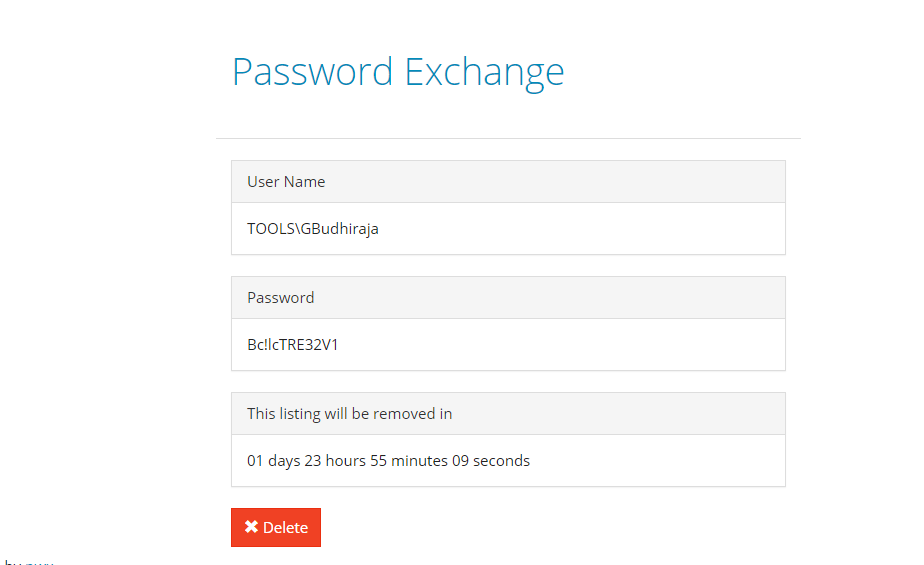 Password Exchange
User Name
TOOLS\GBudhiraja
Password
Bc!lcTRE32V1
This listing will be removed in
01 days 23 hours 55 minutes 09 seconds
✖ Delete